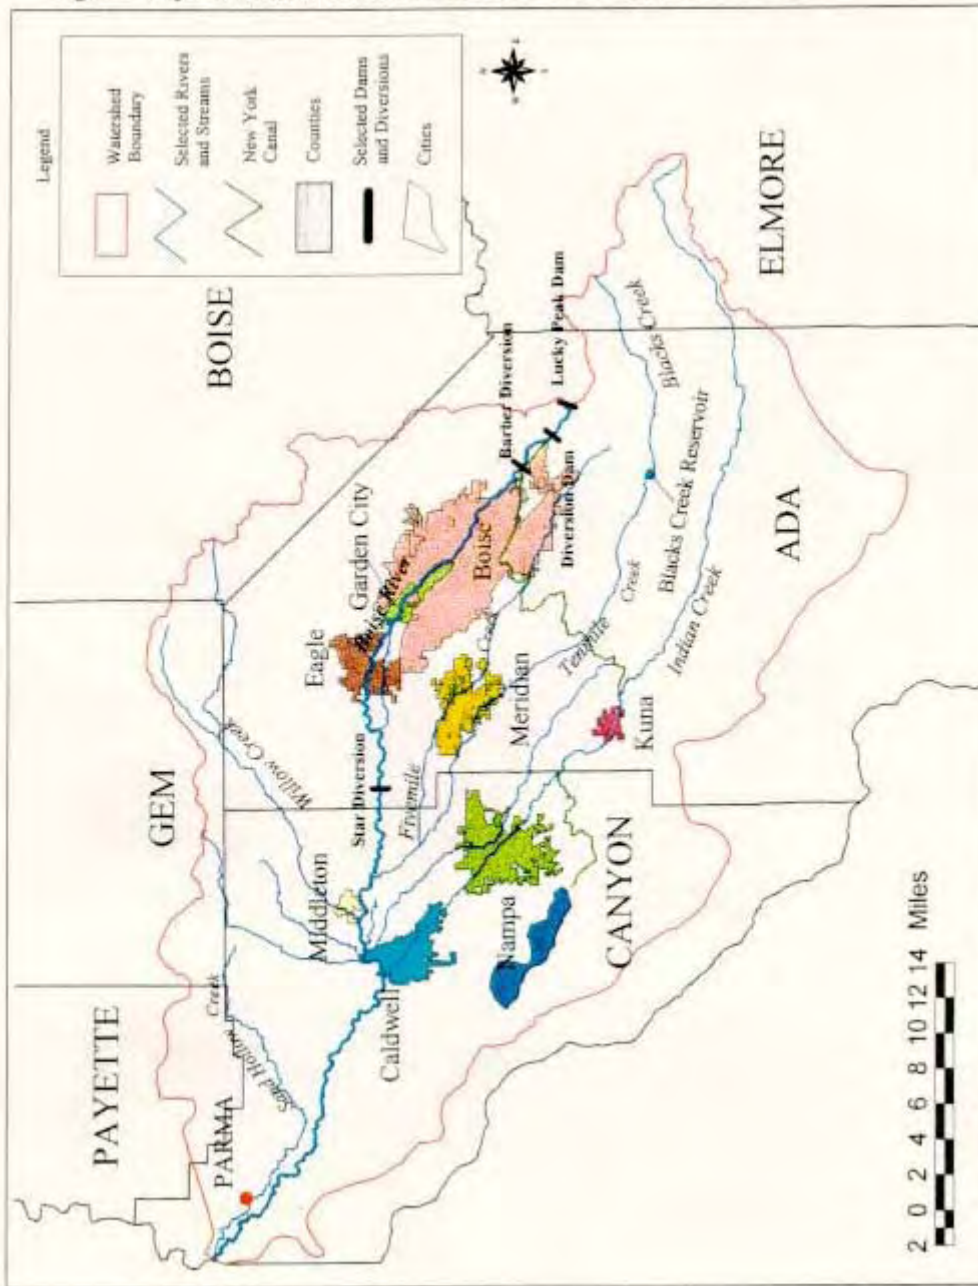 Legend
Watershed
Boundary
Selected Rivers
and Streams
New York
Canal
Counties
Selected Dams
and Diversions
Cities
PAYETTE
GEM
BOISE
ELMORE
ADA
CANYON
PARMA
Sand Hollow
Creek
Willow Creek
Middleton
Caldwell
Nampa
Star Diversion
Eagle
Garden City
Boise River
Boise
Barber Diversion
Lucky Peak Dam
Diversion Dam
Fivemile
Creek
Meridian
Tenmile
Creek
Kuna
Blacks Creek
Blacks Creek Reservoir
Indian Creek
2 0 2 4 6 8 10 12 14 Miles